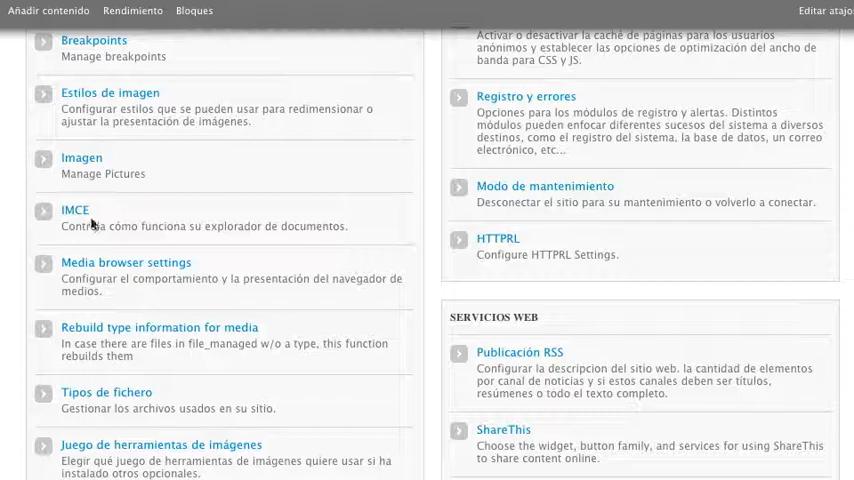 Añadir contenido
Rendimiento
Bloques
Editar atajo
Breakpoints
Manage breakpoints
Estilos de imagen
Configurar estilos que se pueden usar para redimensionar o
ajustar la presentación de imágenes.
Imagen
Manage Pictures
IMCE
Controla cómo funciona su explorador de documentos.
Media browser settings
Configurar el comportamiento y la presentación del navegador de
medios.
Rebuild type information for media
In case there are files in file_managed w/o a type, this function
rebuilds them
Tipos de fichero
Gestionar los archivos usados en su sitio.
Juego de herramientas de imágenes
Elegir qué juego de herramientas de imágenes quiere usar si ha
instalado otros opcionales.
Activar o desactivar la caché de páginas para los usuarios
anónimos y establecer las opciones de optimización del ancho de
banda para CSS y JS.
Registro y errores
Opciones para los módulos de registro y alertas. Distintos
módulos pueden enfocar diferentes sucesos del sistema a diversos
destinos, como el registro del sistema, la base de datos, un correo
electrónico, etc...
Modo de mantenimiento
Desconectar el sitio para su mantenimiento o volverlo a conectar.
HTTPRL
Configure HTTPRL Settings.
SERVICIOS WEB
Publicación RSS
Configurar la descripcion del sitio web. la cantidad de elementos
por canal de noticias y si estos canales deben ser títulos,
resúmenes o todo el texto completo.
ShareThis
Choose the widget, button family, and services for using ShareThis
to share content online.